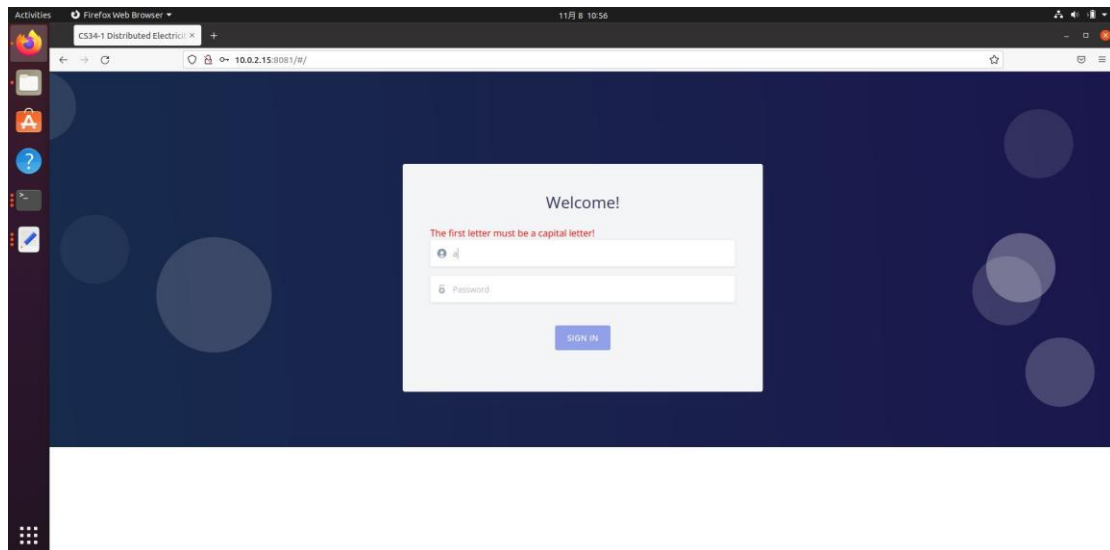 Activities
Firefox Web Browser
11月 8 10:56
CS34-1 Distributed Electricit
10.0.2.15:8081/#/
Welcome!
The first letter must be a capital letter!
a
Password
SIGN IN